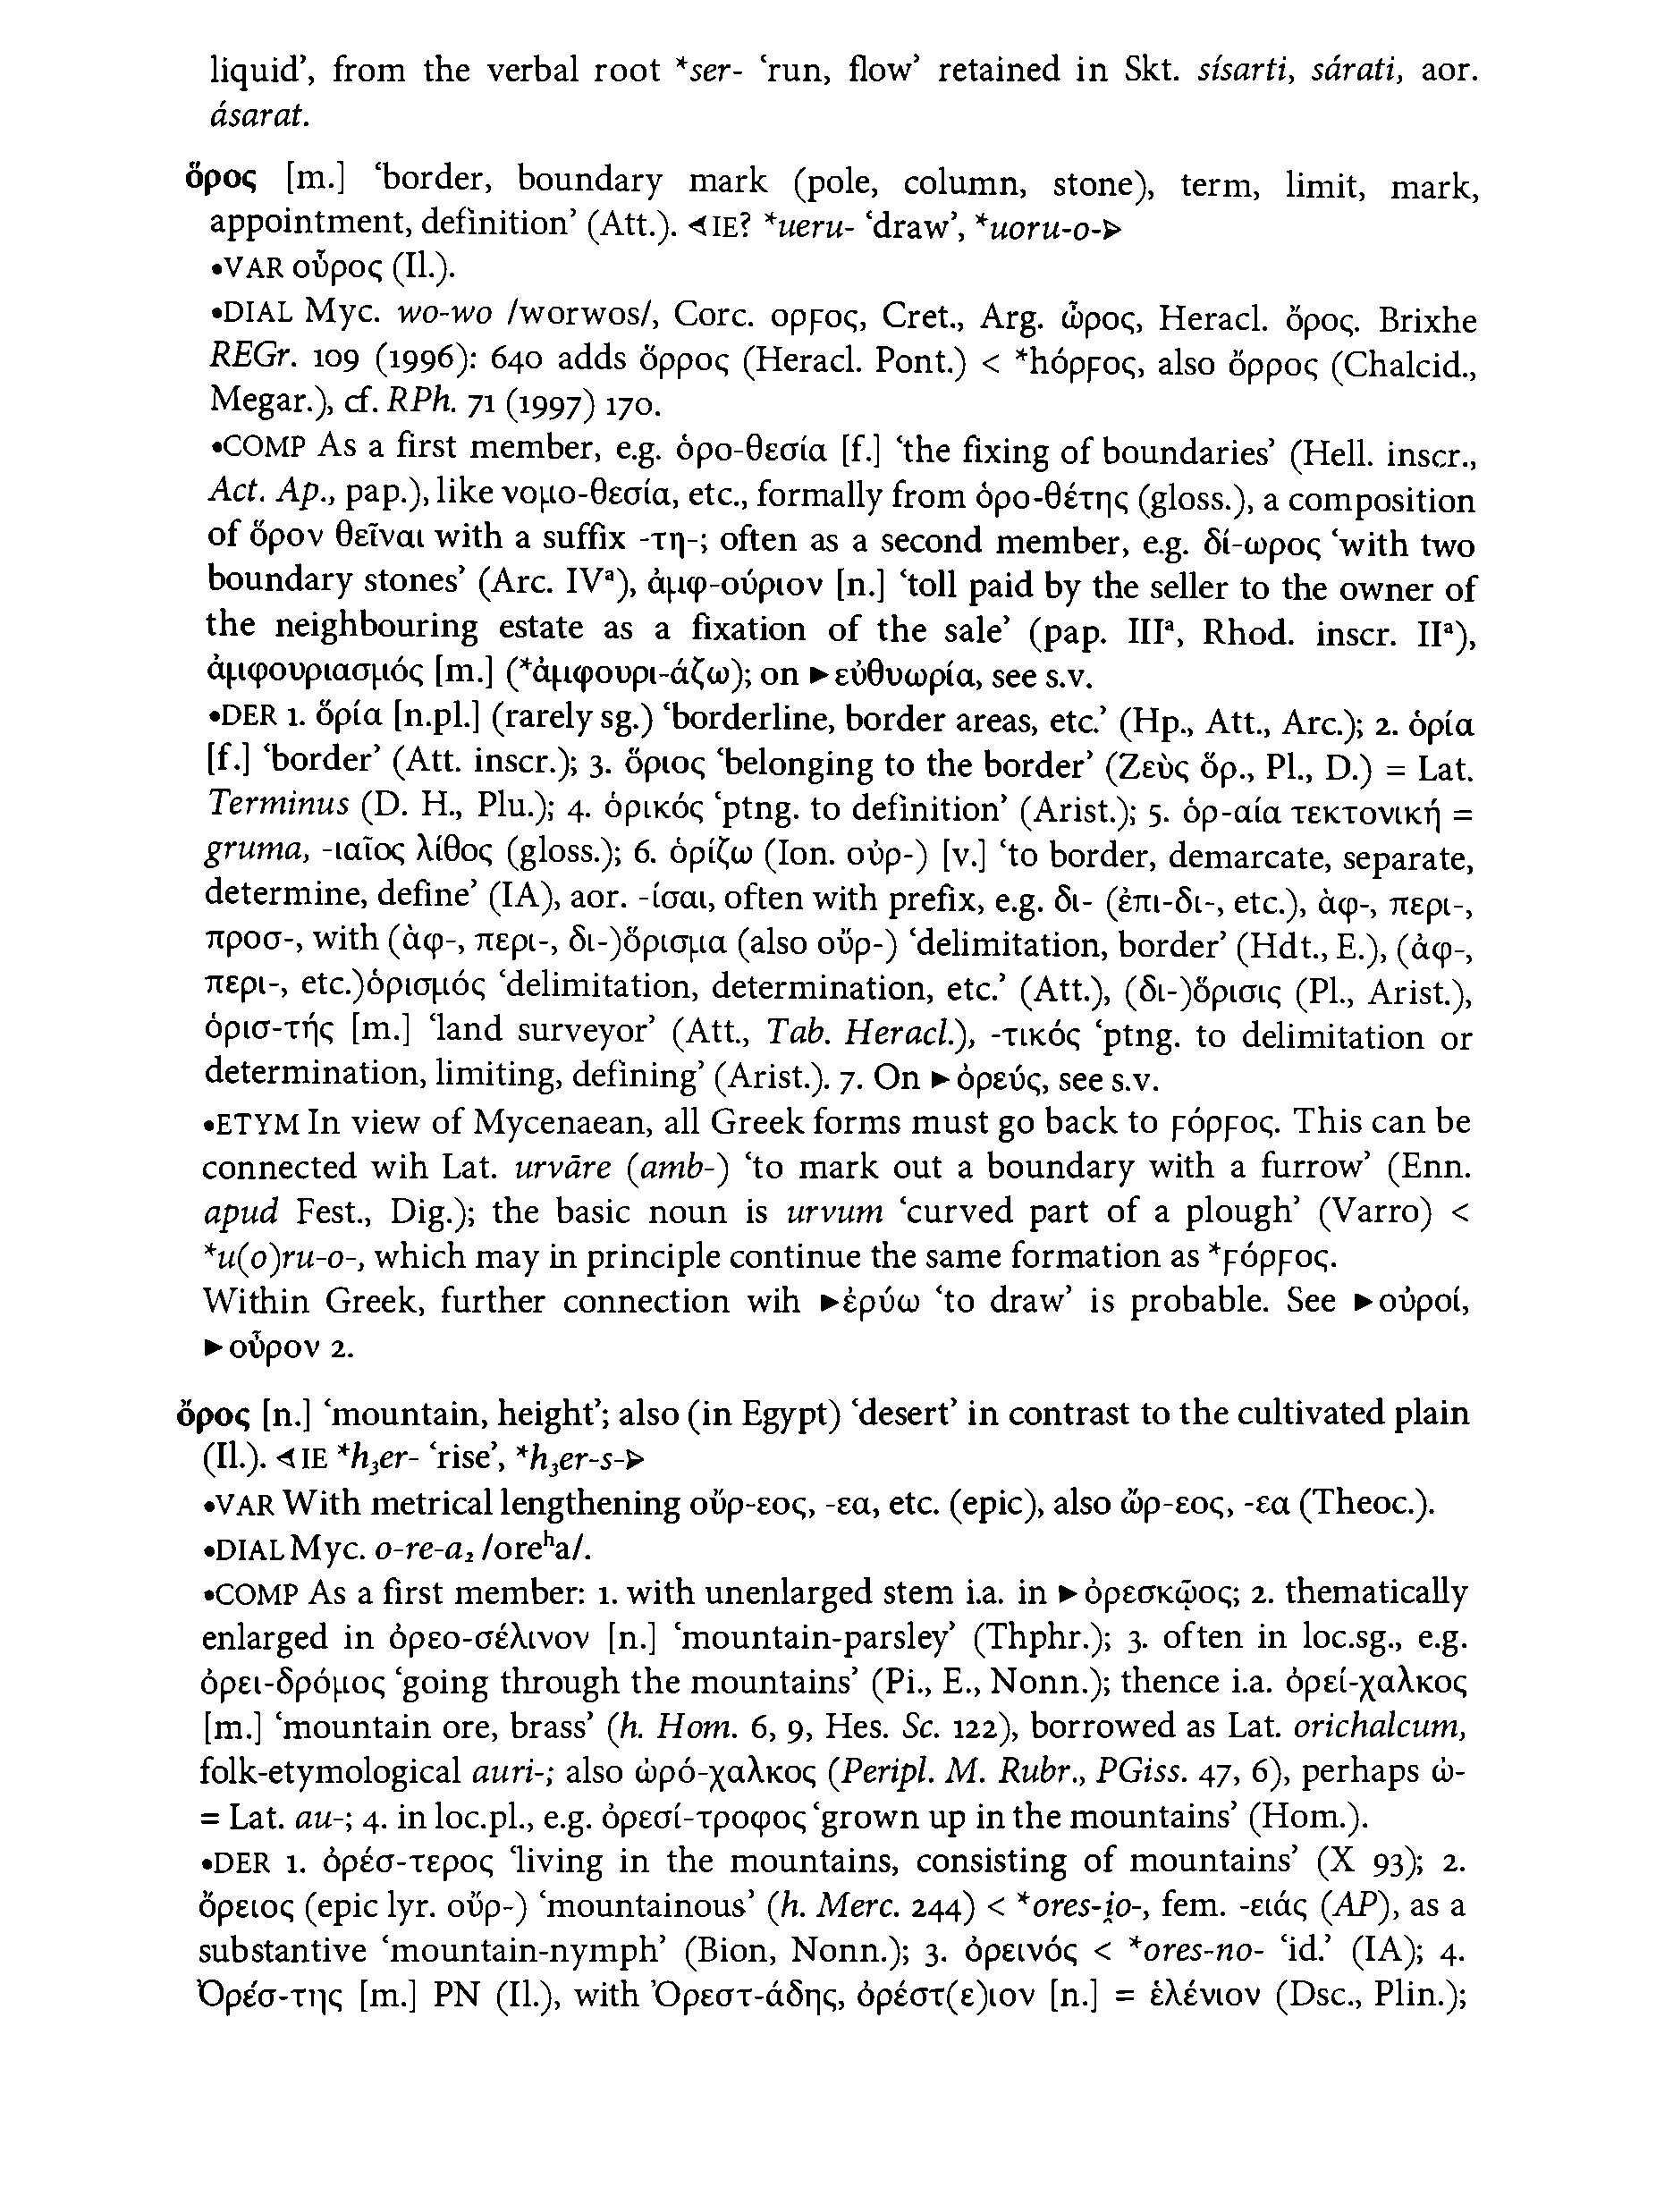 liquid’, from the verbal root *ser- ‘run, flow’ retained in Skt. sísarti, sárati, aor.
ásarat.
ὅρος [m.] ‘border, boundary mark (pole, column, stone), term, limit, mark,
appointment, definition’ (Att.). ⊲IE? *ueru- ‘draw’, *uoru-o-⊳
•VAR οὖρος (Il.).
•DIAL Myc. wo-wo /worwos/, Corc. ορϝος, Cret., Arg. ὦρος, Heracl. ὄρος. Brixhe
REGr. 109 (1996): 640 adds ὅρρος (Heracl. Pont.) < *hόρϝος, also ὄρρος (Chalcid.,
Megar.), cf. RPh. 71 (1997) 170.
•COMP As a first member, e.g. ὁρο-θεσία [f.] ‘the fixing of boundaries’ (Hell. inscr.,
Act. Ap., pap.), like νομο-θεσία, etc., formally from ὁρο-θέτης (gloss.), a composition
of ὅρον θεῖναι with a suffix -τη-; often as a second member, e.g. δί-ωρος ‘with two
boundary stones’ (Arc. IVᵃ), ἀμφ-ούριον [n.] ‘toll paid by the seller to the owner of
the neighbouring estate as a fixation of the sale’ (pap. IIIᵃ, Rhod. inscr. IIᵃ),
ἀμφουριασμός [m.] (*ἀμφουρι-άζω); on ►εὐθυωρία, see s.v.
•DER 1. ὅρία [n.pl.] (rarely sg.) ‘borderline, border areas, etc.’ (Hp., Att., Arc.); 2. ὁρία
[f.] ‘border’ (Att. inscr.); 3. ὅριος ‘belonging to the border’ (Ζεὺς ὅρ., Pl., D.) = Lat.
Terminus (D. H., Plu.); 4. ὁρικός ‘ptng. to definition’ (Arist.); 5. ὁρ-αία τεκτονική =
gruma, -ιαῖος λίθος (gloss.); 6. ὁρίζω (Ion. οὐρ-) [v.] ‘to border, demarcate, separate,
determine, define’ (IA), aor. -ίσαι, often with prefix, e.g. δι- (ἐπι-δι-, etc.), ἀφ-, περι-,
προσ-, with (ἀφ-, περι-, δι-)όρισμα (also οὔρ-) ‘delimitation, border’ (Hdt., E.), (ἀφ-,
περι-, etc.)ὁρισμός ‘delimitation, determination, etc.’ (Att.), (δι-)όρισις (Pl., Arist.),
ὁρισ-τής [m.] ‘land surveyor’ (Att., Tab. Heracl.), -τικός ‘ptng. to delimitation or
determination, limiting, defining’ (Arist.). 7. On ►ὀρεύς, see s.v.
•ETYM In view of Mycenaean, all Greek forms must go back to ϝόρϝος. This can be
connected wih Lat. urvāre (amb-) ‘to mark out a boundary with a furrow’ (Enn.
apud Fest., Dig.); the basic noun is urvum ‘curved part of a plough’ (Varro) <
*u(o)ru-o-, which may in principle continue the same formation as *ϝόρϝος.
Within Greek, further connection wih ►ἐρύω ‘to draw’ is probable. See ►οὐροί,
►οὖρον 2.
ὄρος [n.] ‘mountain, height’; also (in Egypt) ‘desert’ in contrast to the cultivated plain
(Il.). ⊲IE *h₃er- ‘rise’, *h₃er-s-⊳
•VAR With metrical lengthening οὔρ-εος, -εα, etc. (epic), also ὤρ-εος, -εα (Theoc.).
•DIAL Myc. o-re-a₂ /oreʰa/.
•COMP As a first member: 1. with unenlarged stem i.a. in ►ὀρεσκῷος; 2. thematically
enlarged in ὀρεο-σέλινον [n.] ‘mountain-parsley’ (Thphr.); 3. often in loc.sg., e.g.
ὀρει-δρόμος ‘going through the mountains’ (Pi., E., Nonn.); thence i.a. ὀρεί-χαλκος
[m.] ‘mountain ore, brass’ (h. Hom. 6, 9, Hes. Sc. 122), borrowed as Lat. orichalcum,
folk-etymological auri-; also ὠρό-χαλκος (Peripl. M. Rubr., PGiss. 47, 6), perhaps ὠ-
= Lat. au-; 4. in loc.pl., e.g. ὀρεσί-τροφος ‘grown up in the mountains’ (Hom.).
•DER 1. ὀρέσ-τερος ‘living in the mountains, consisting of mountains’ (Χ 93); 2.
ὄρειος (epic lyr. οὔρ-) ‘mountainous’ (h. Merc. 244) < *ores-i̯o-, fem. -ειάς (AP), as a
substantive ‘mountain-nymph’ (Bion, Nonn.); 3. ὀρεινός < *ores-no- ‘id.’ (IA); 4.
Ὀρέσ-της [m.] PN (Il.), with Ὀρεστ-άδης, ὀρέστ(ε)ιον [n.] = ἑλένιον (Dsc., Plin.);